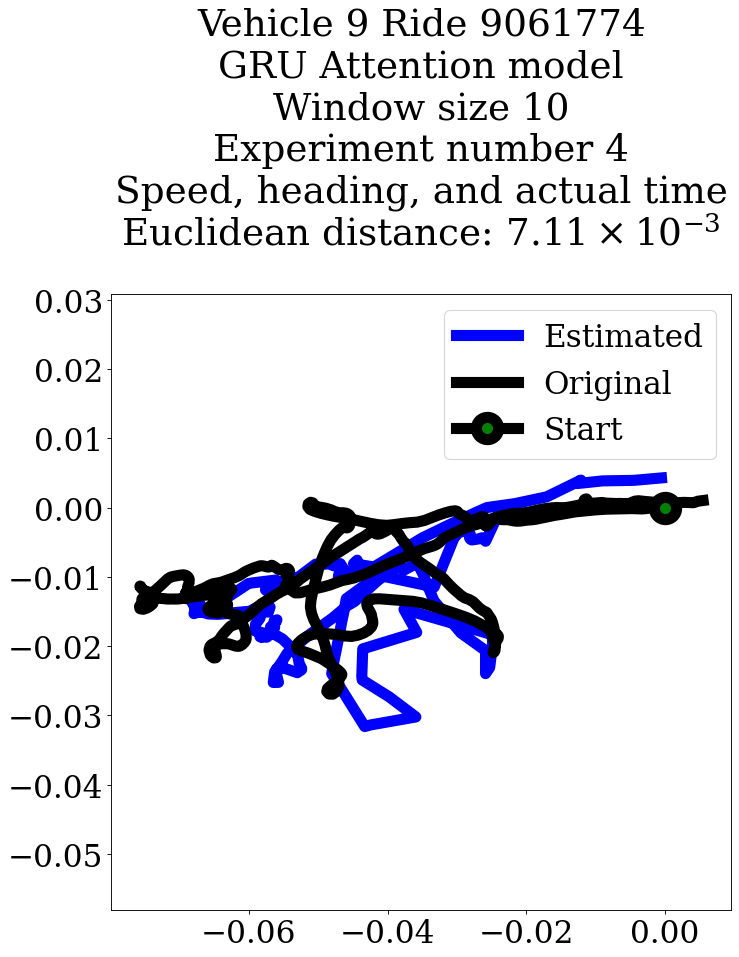 Vehicle 9 Ride 9061774
GRU Attention model
Window size 10
Experiment number 4
Speed, heading, and actual time
Euclidean distance: 7.11 × 10⁻³
Estimated
Original
Start
0.03
0.02
0.01
0.00
−0.01
−0.02
−0.03
−0.04
−0.05
−0.06
−0.04
−0.02
0.00